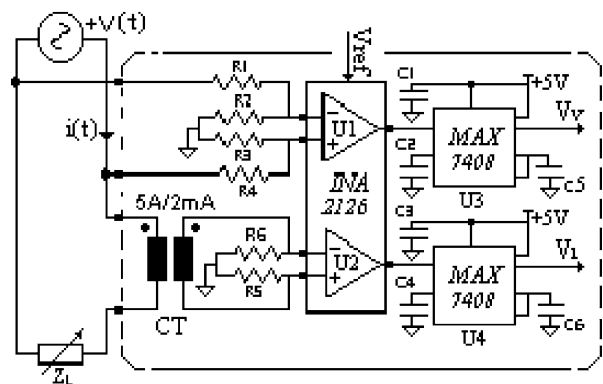 +V(t)
R1
R2
R3
R4
i(t)
Vref
U1
INA
2126
C1
T+5V
MAX
7408
VV
C2
U3
C5
5A/2mA
R6
R5
U2
CT
C3
T+5V
MAX
7408
V1
C4
U4
C6
ZL